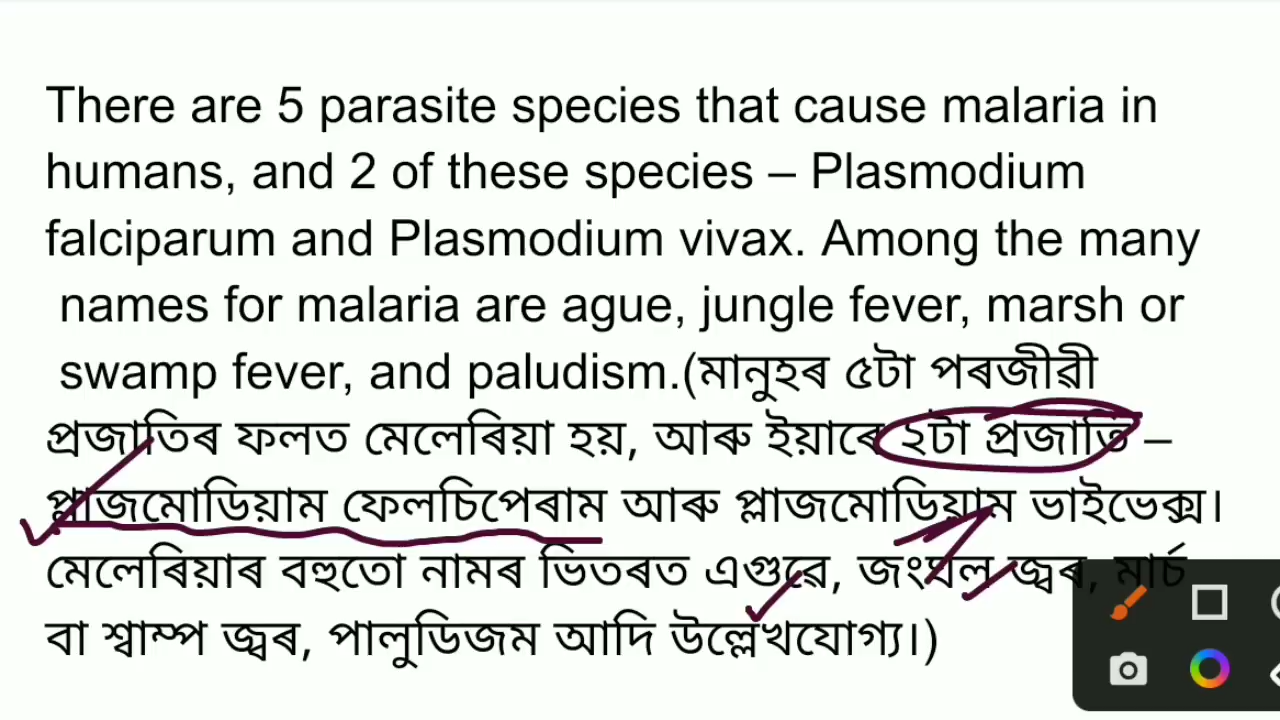 There are 5 parasite species that cause malaria in
humans, and 2 of these species – Plasmodium
falciparum and Plasmodium vivax. Among the many
names for malaria are ague, jungle fever, marsh or
swamp fever, and paludism.(মানুহৰ ৫টা পৰজীৱী
প্ৰজাতিৰ ফলত মেলেৰিয়া হয়, আৰু ইয়াৰে ২টা প্ৰজাতি –
প্লাজমোডিয়াম ফেলচিপেৰাম আৰু প্লাজমোডিয়াম ভাইভেক্স।
মেলেৰিয়াৰ বহুতো নামৰ ভিতৰত এগুৱে, জংঘল জ্বৰ, মাৰ্চ
বা শ্বাম্প জ্বৰ, পালুডিজম আদি উল্লেখযোগ্য।)